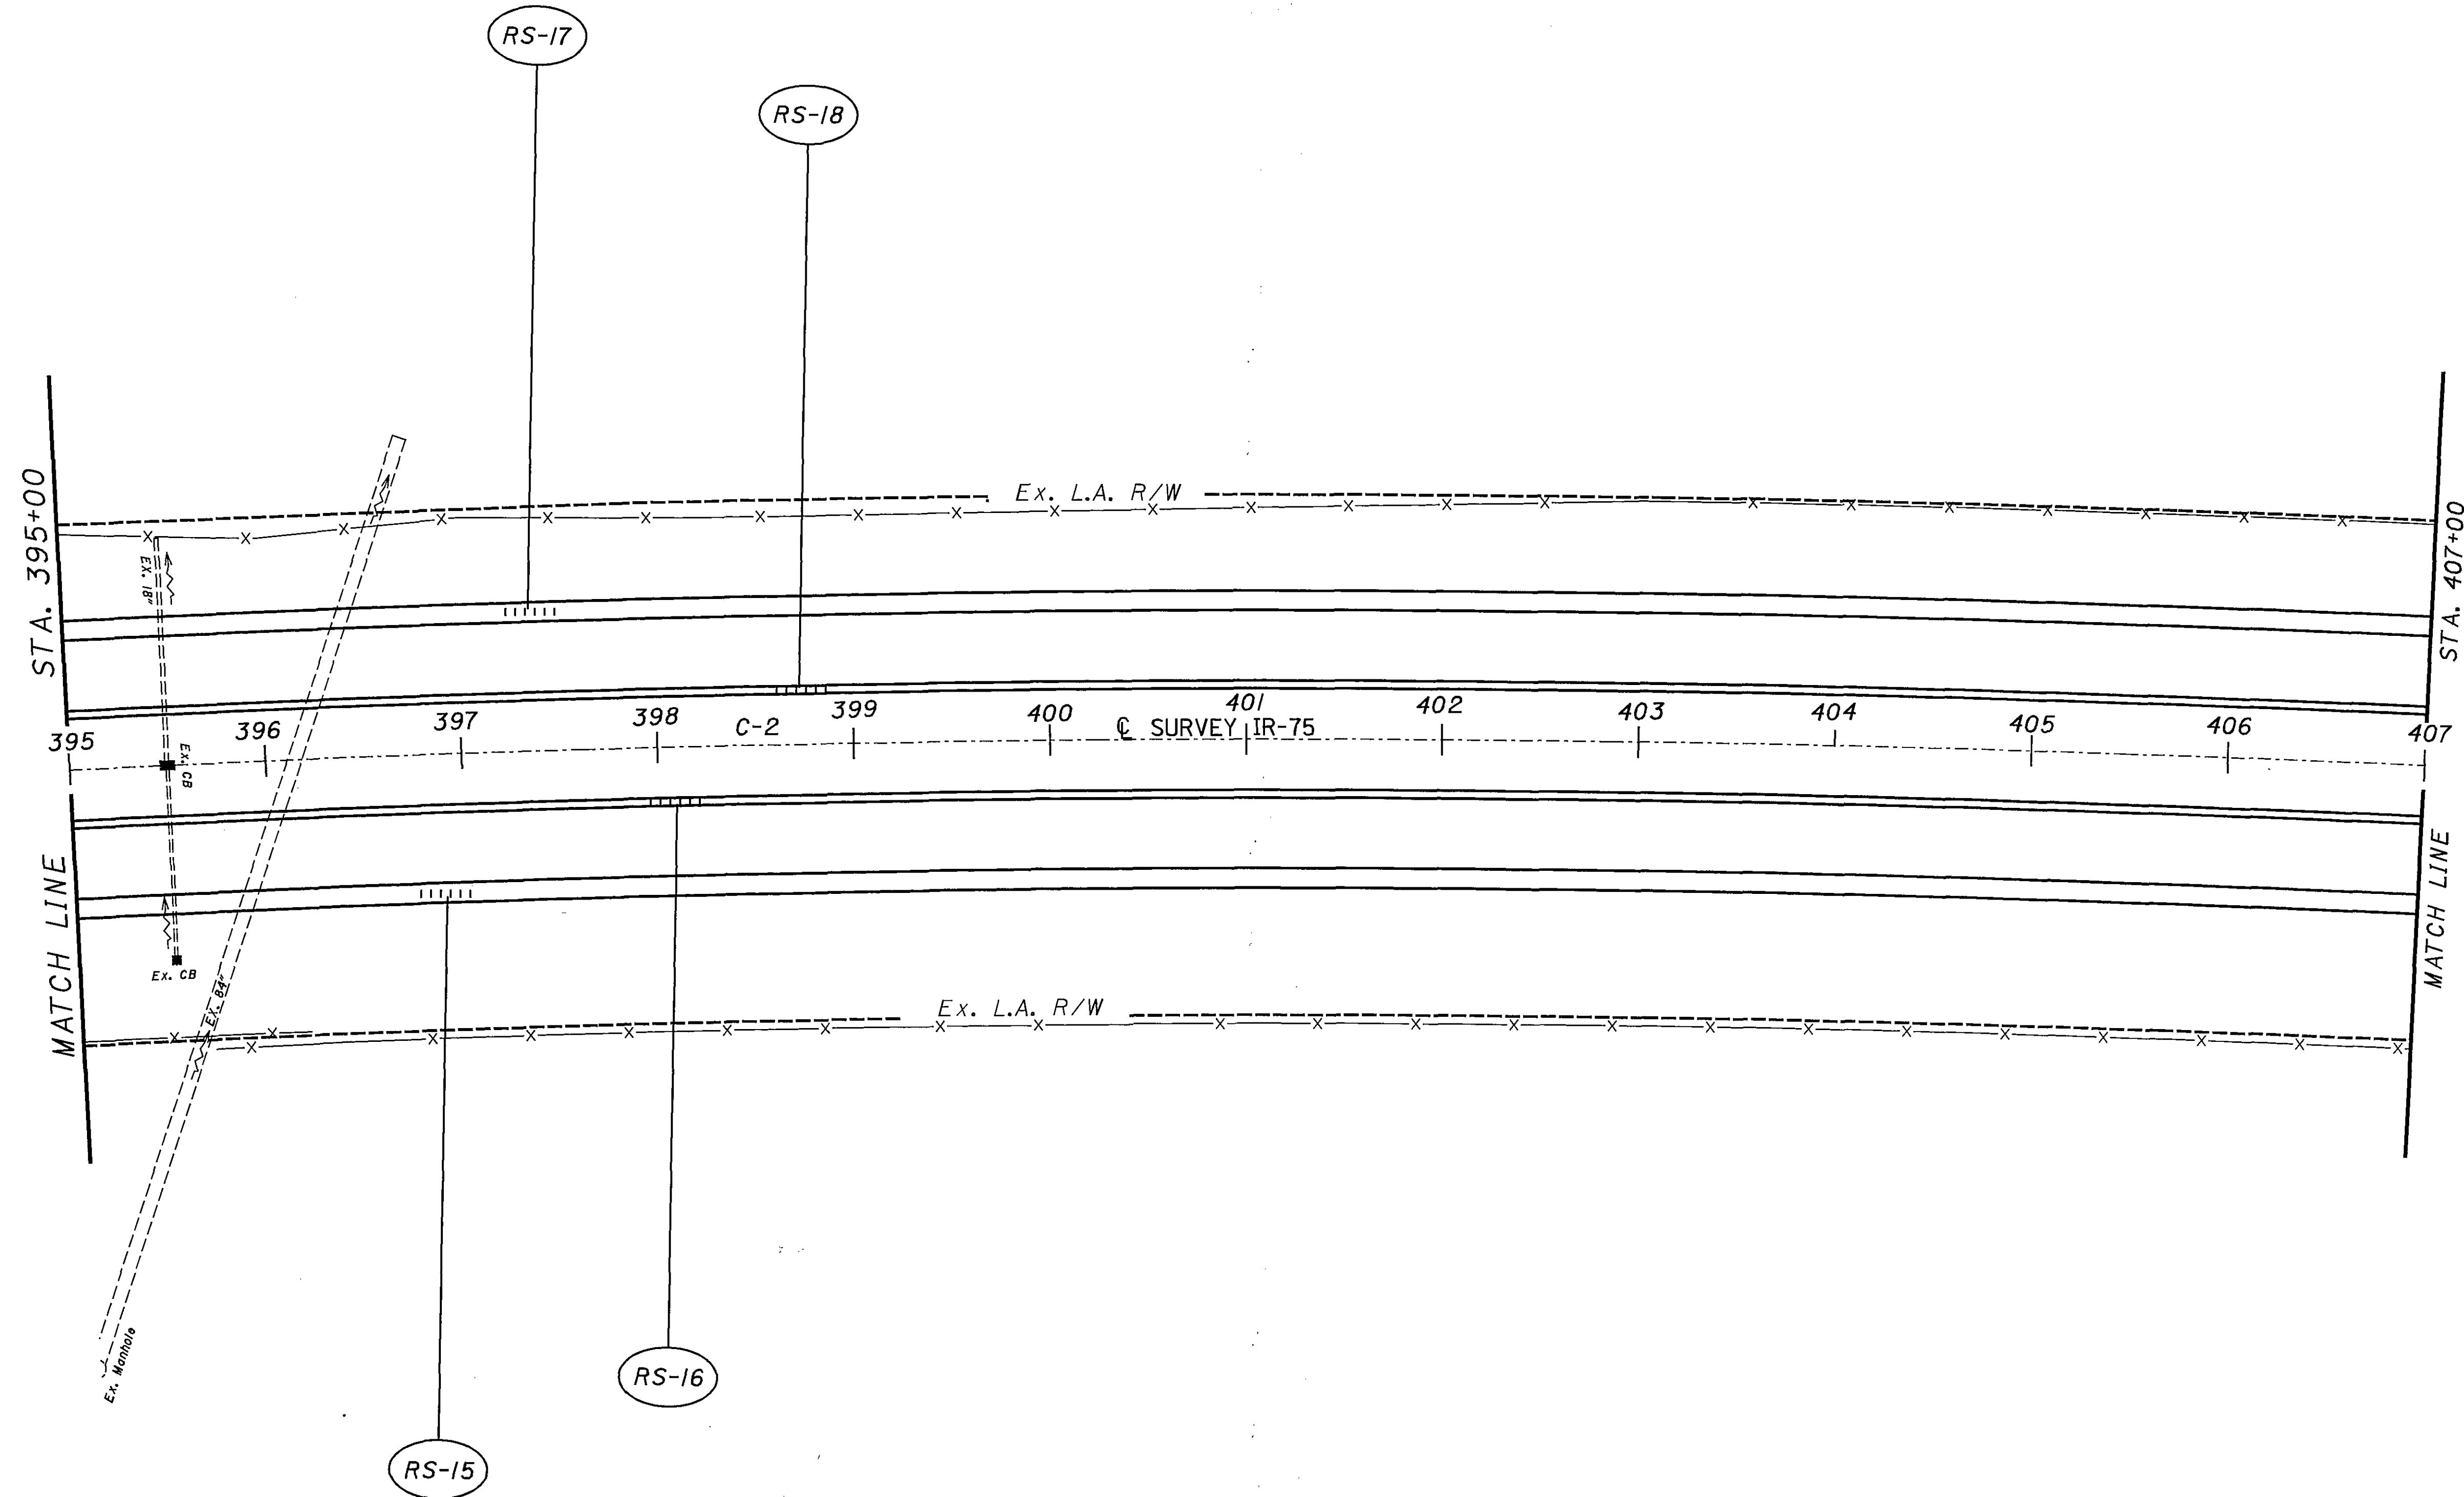 RS-17
RS-18
STA. 395+00
STA. 407+00
Ex. L.A. R/W
EX. 18"
395
396
397
398
C-2
399
400
℄ SURVEY IR-75
401
402
403
404
405
406
407
Ex. CB
MATCH LINE
MATCH LINE
Ex. CB
EX. 84"
Ex. L.A. R/W
Ex. Manhole
RS-16
RS-15